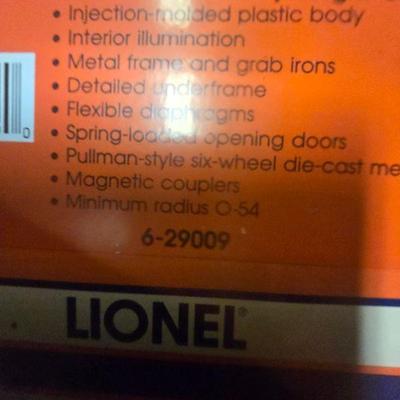 • Injection-molded plastic body
• Interior illumination
• Metal frame and grab irons
• Detailed underframe
• Flexible diaphragms
• Spring-loaded opening doors
• Pullman-style six-wheel die-cast me
• Magnetic couplers
• Minimum radius O-54
0
6-29009
LIONEL®